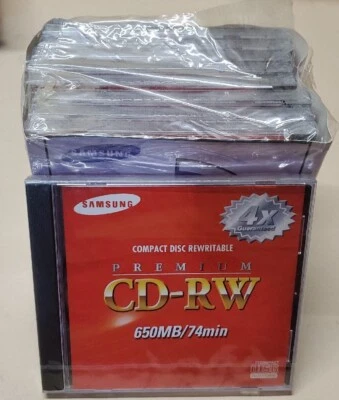 SAMSUNG
SAMSUNG
4x
COMPACT DISC REWRITABLE
PREMIUM
CD-RW
650MB/74min